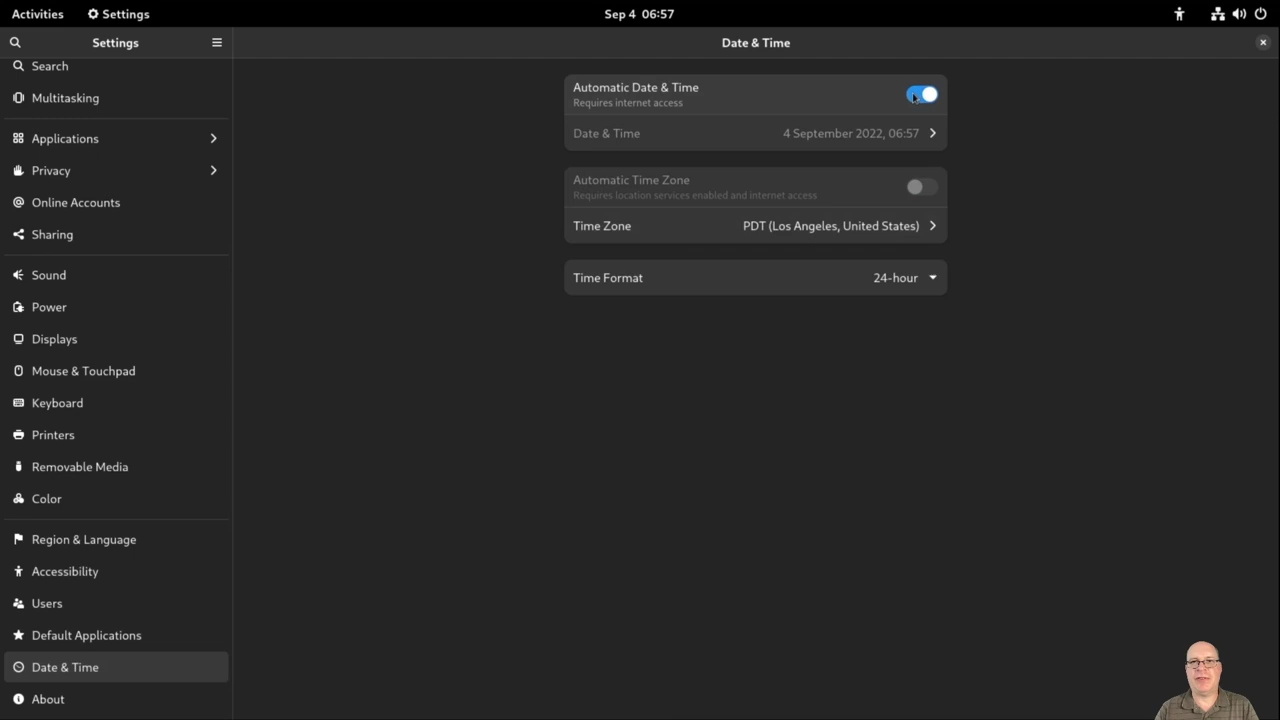 Activities
Settings
Sep 4 06:57
Settings
Date & Time
Search
Multitasking
Applications
Privacy
Online Accounts
Sharing
Sound
Power
Displays
Mouse & Touchpad
Keyboard
Printers
Removable Media
Color
Region & Language
Accessibility
Users
Default Applications
Date & Time
About
Automatic Date & Time
Requires internet access
Date & Time 4 September 2022, 06:57
Automatic Time Zone
Requires location services enabled and internet access
Time Zone PDT (Los Angeles, United States)
Time Format 24-hour